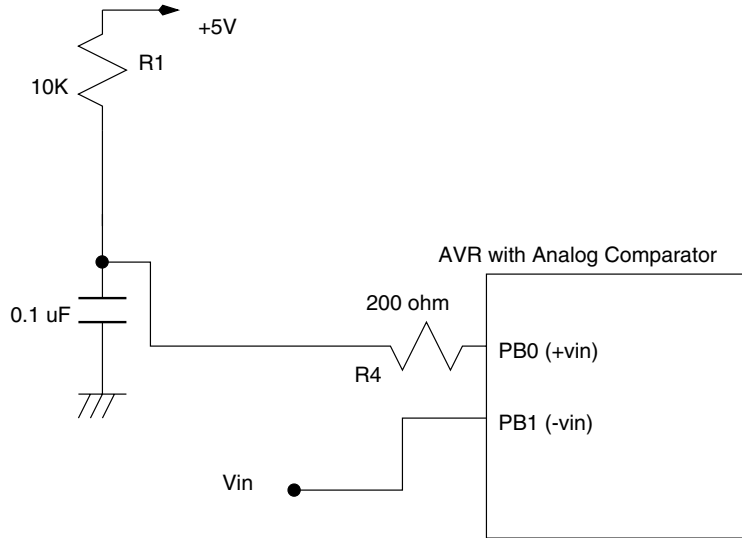 +5V
R1
10K
AVR with Analog Comparator
0.1 uF
200 ohm
PB0 (+vin)
R4
PB1 (-vin)
Vin